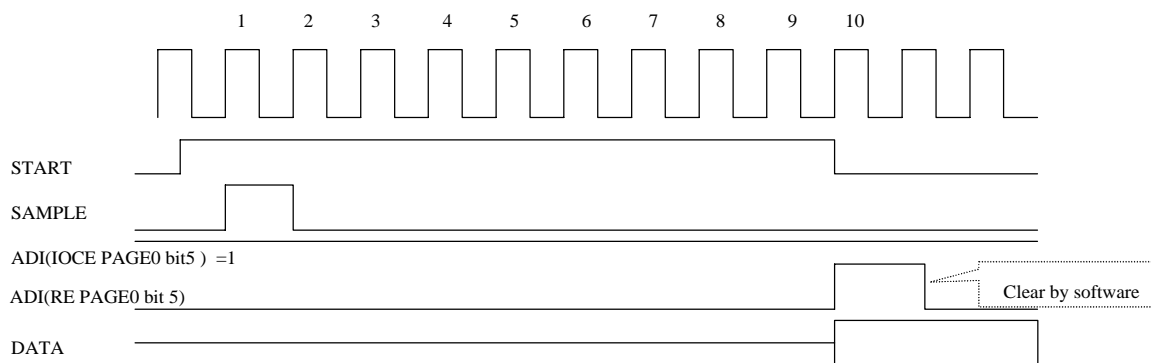 1 2 3 4 5 6 7 8 9 10
START
SAMPLE
ADI(IOCE PAGE0 bit5 ) =1
ADI(RE PAGE0 bit 5)
Clear by software
DATA